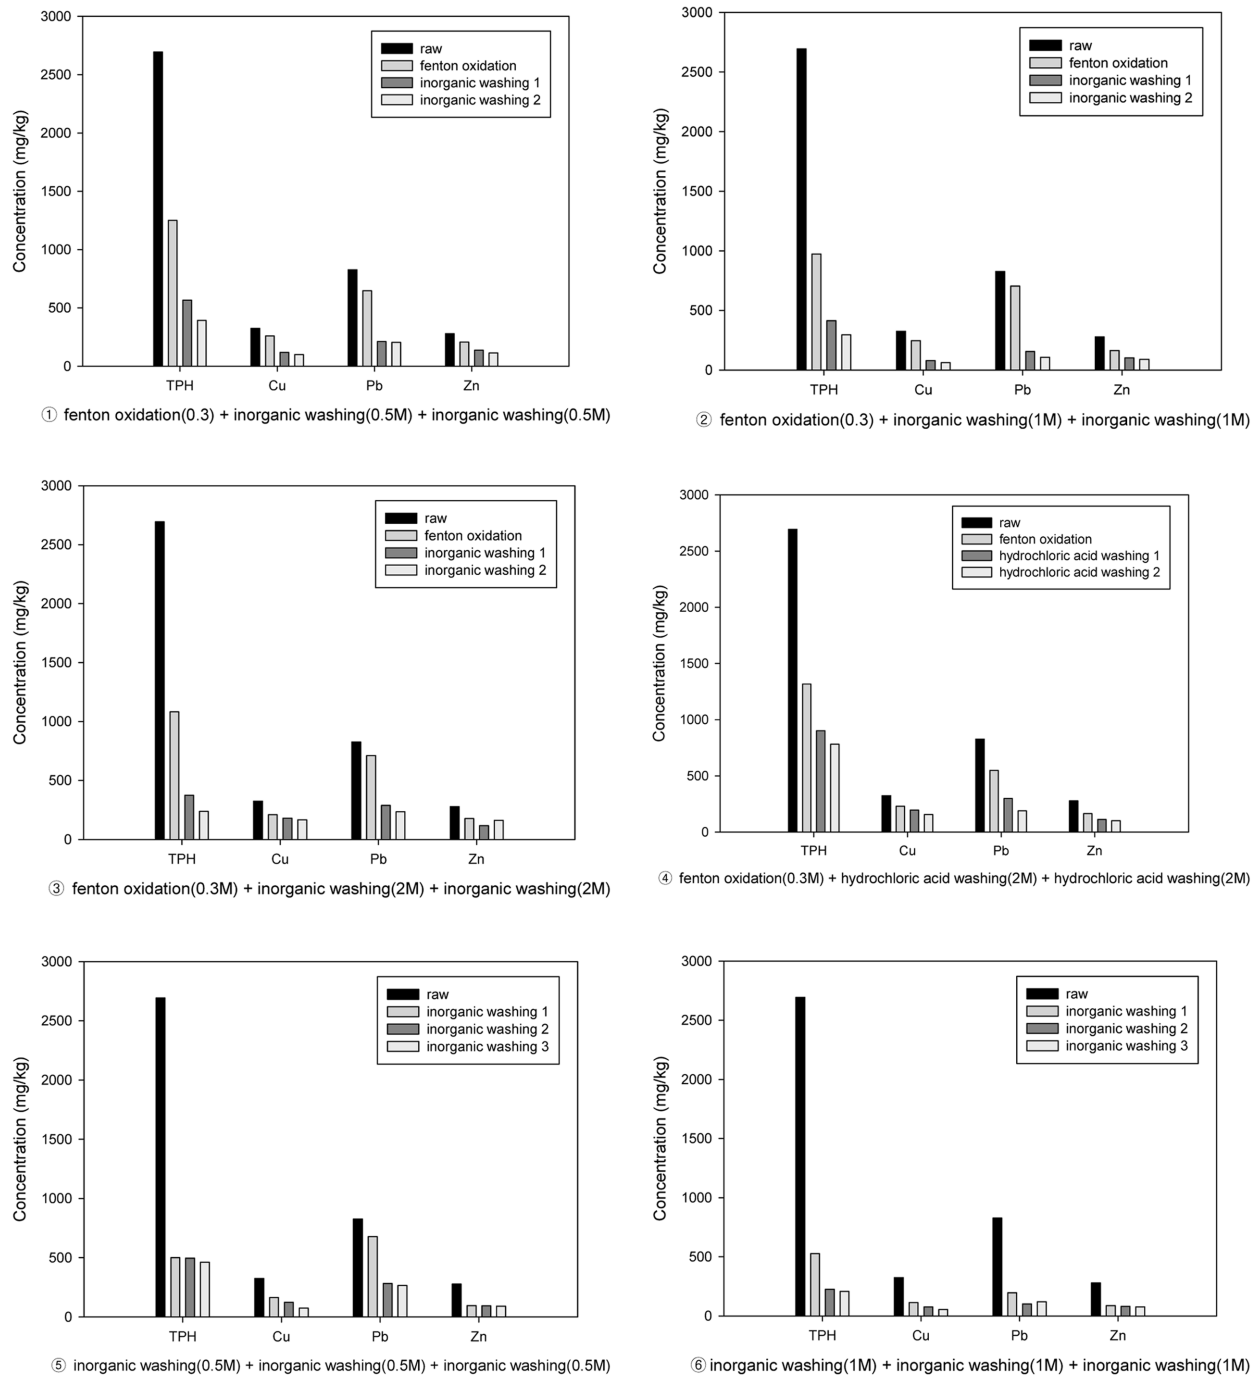 3000
2500
2000
1500
1000
500
0
Concentration (mg/kg)
raw
fenton oxidation
inorganic washing 1
inorganic washing 2
TPH Cu Pb Zn
① fenton oxidation(0.3) + inorganic washing(0.5M) + inorganic washing(0.5M)
3000
2500
2000
1500
1000
500
0
Concentration (mg/kg)
raw
fenton oxidation
inorganic washing 1
inorganic washing 2
TPH Cu Pb Zn
② fenton oxidation(0.3) + inorganic washing(1M) + inorganic washing(1M)
3000
2500
2000
1500
1000
500
0
Concentration (mg/kg)
raw
fenton oxidation
inorganic washing 1
inorganic washing 2
TPH Cu Pb Zn
③ fenton oxidation(0.3M) + inorganic washing(2M) + inorganic washing(2M)
3000
2500
2000
1500
1000
500
0
Concentration (mg/kg)
raw
fenton oxidation
hydrochloric acid washing 1
hydrochloric acid washing 2
TPH Cu Pb Zn
④ fenton oxidation(0.3M) + hydrochloric acid washing(2M) + hydrochloric acid washing(2M)
3000
2500
2000
1500
1000
500
0
Concentration (mg/kg)
raw
inorganic washing 1
inorganic washing 2
inorganic washing 3
TPH Cu Pb Zn
⑤ inorganic washing(0.5M) + inorganic washing(0.5M) + inorganic washing(0.5M)
3000
2500
2000
1500
1000
500
0
Concentration (mg/kg)
raw
inorganic washing 1
inorganic washing 2
inorganic washing 3
TPH Cu Pb Zn
⑥ inorganic washing(1M) + inorganic washing(1M) + inorganic washing(1M)